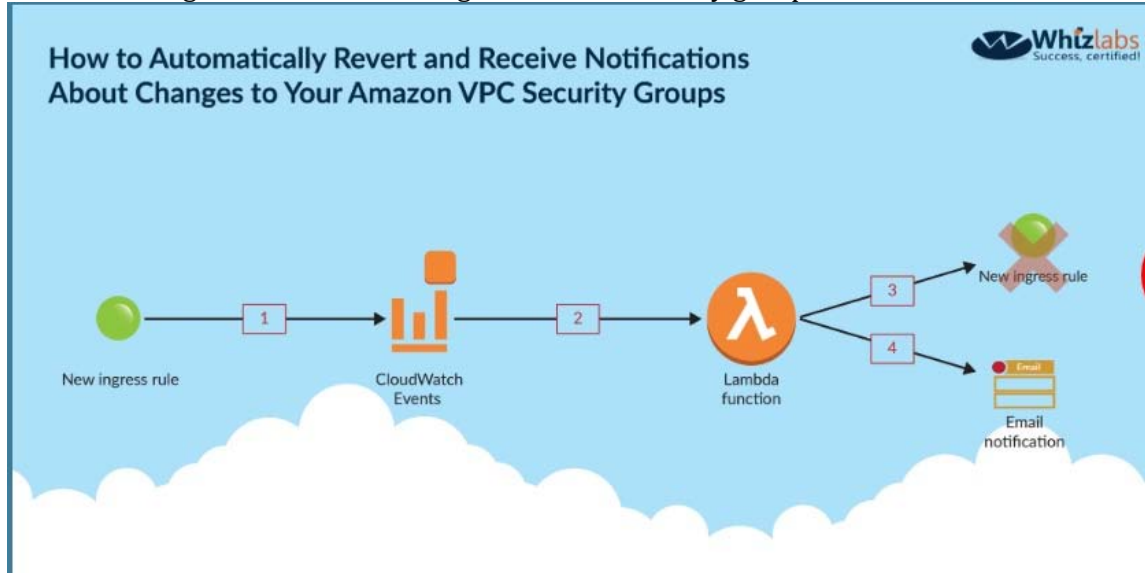 How to Automatically Revert and Receive Notifications
About Changes to Your Amazon VPC Security Groups
Whizlabs
Success, certified!
1
2
3
4
New ingress rule
CloudWatch
Events
λ
Lambda
function
New ingress rule
Email
Email
notification